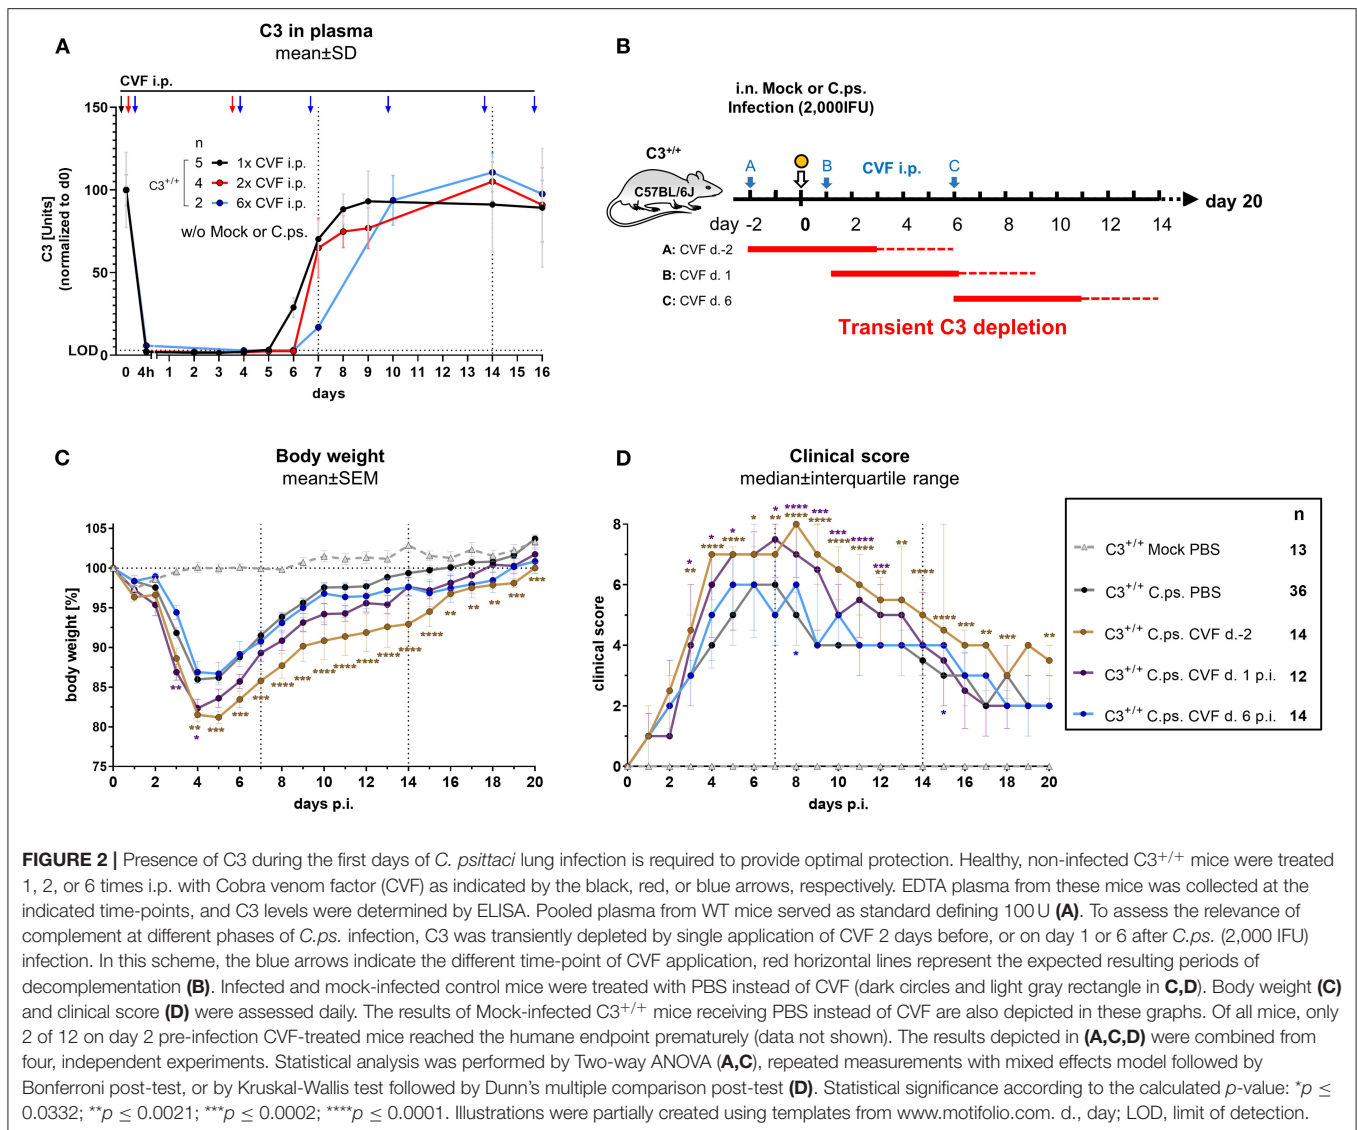 A
C3 in plasma
mean±SD
CVF i.p.
150
100
50
0
LOD
C3 [Units]
(normalized to d0)
n
5 1x CVF i.p.
C3+/+ 4 2x CVF i.p.
2 6x CVF i.p.
w/o Mock or C.ps.
0 4h 1 2 3 4 5 6 7 8 9 10 11 12 13 14 15 16
days
B
i.n. Mock or C.ps.
Infection (2,000IFU)
C3+/+
C57BL/6J
A B CVF i.p. C
day -2 0 2 4 6 8 10 12 14
day 20
A: CVF d.-2
B: CVF d. 1
C: CVF d. 6
Transient C3 depletion
C
Body weight
mean±SEM
105
100
95
90
85
80
75
body weight [%]
** ** * *** *** *** **** *** **** **** **** **** **** **** ** ** ** *** ***
0 2 4 6 8 10 12 14 16 18 20
days p.i.
D
Clinical score
median±interquartile range
8
6
4
2
0
clinical score
* ** * **** * **** * * ** **** **** *** **** *** **** **** **** *** ** ** **** **** *** ** *** ** * *
0 2 4 6 8 10 12 14 16 18 20
days p.i.
n
C3+/+ Mock PBS 13
C3+/+ C.ps. PBS 36
C3+/+ C.ps. CVF d.-2 14
C3+/+ C.ps. CVF d. 1 p.i. 12
C3+/+ C.ps. CVF d. 6 p.i. 14
FIGURE 2 | Presence of C3 during the first days of C. psittaci lung infection is required to provide optimal protection. Healthy, non-infected C3+/+ mice were treated
1, 2, or 6 times i.p. with Cobra venom factor (CVF) as indicated by the black, red, or blue arrows, respectively. EDTA plasma from these mice was collected at the
indicated time-points, and C3 levels were determined by ELISA. Pooled plasma from WT mice served as standard defining 100 U (A). To assess the relevance of
complement at different phases of C.ps. infection, C3 was transiently depleted by single application of CVF 2 days before, or on day 1 or 6 after C.ps. (2,000 IFU)
infection. In this scheme, the blue arrows indicate the different time-point of CVF application, red horizontal lines represent the expected resulting periods of
decomplementation (B). Infected and mock-infected control mice were treated with PBS instead of CVF (dark circles and light gray rectangle in C,D). Body weight (C)
and clinical score (D) were assessed daily. The results of Mock-infected C3+/+ mice receiving PBS instead of CVF are also depicted in these graphs. Of all mice, only
2 of 12 on day 2 pre-infection CVF-treated mice reached the humane endpoint prematurely (data not shown). The results depicted in (A,C,D) were combined from
four, independent experiments. Statistical analysis was performed by Two-way ANOVA (A,C), repeated measurements with mixed effects model followed by
Bonferroni post-test, or by Kruskal-Wallis test followed by Dunn's multiple comparison post-test (D). Statistical significance according to the calculated p-value: *p ≤
0.0332; **p ≤ 0.0021; ***p ≤ 0.0002; ****p ≤ 0.0001. Illustrations were partially created using templates from www.motifolio.com. d., day; LOD, limit of detection.